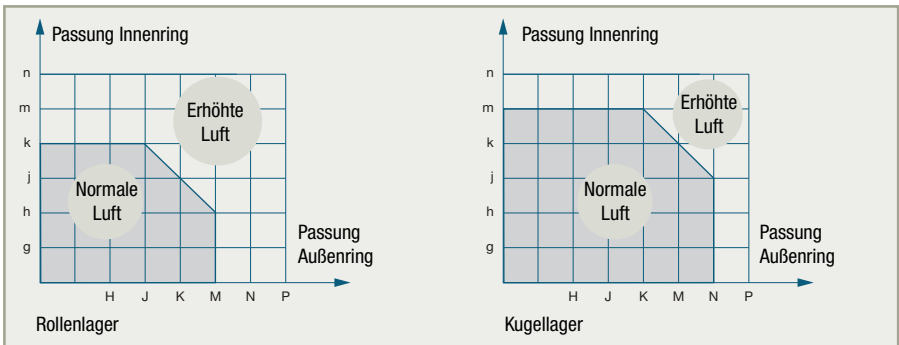 Passung Innenring
n
m
k
j
h
g
Erhöhte
Luft
Normale
Luft
Passung
Außenring
H J K M N P
Rollenlager
Passung Innenring
n
m
k
j
h
g
Erhöhte
Luft
Normale
Luft
Passung
Außenring
H J K M N P
Kugellager